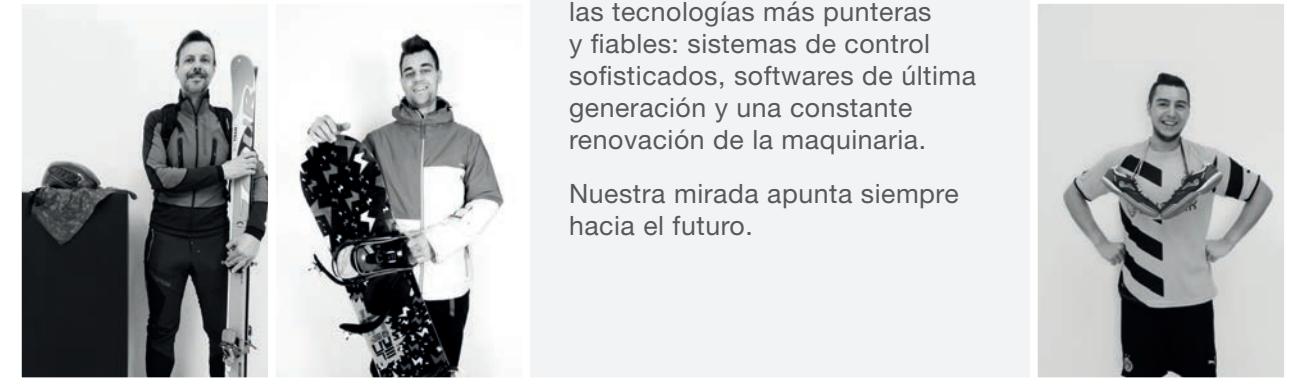 las tecnologías más punteras
y fiables: sistemas de control
sofisticados, softwares de última
generación y una constante
renovación de la maquinaria.
Nuestra mirada apunta siempre
hacia el futuro.